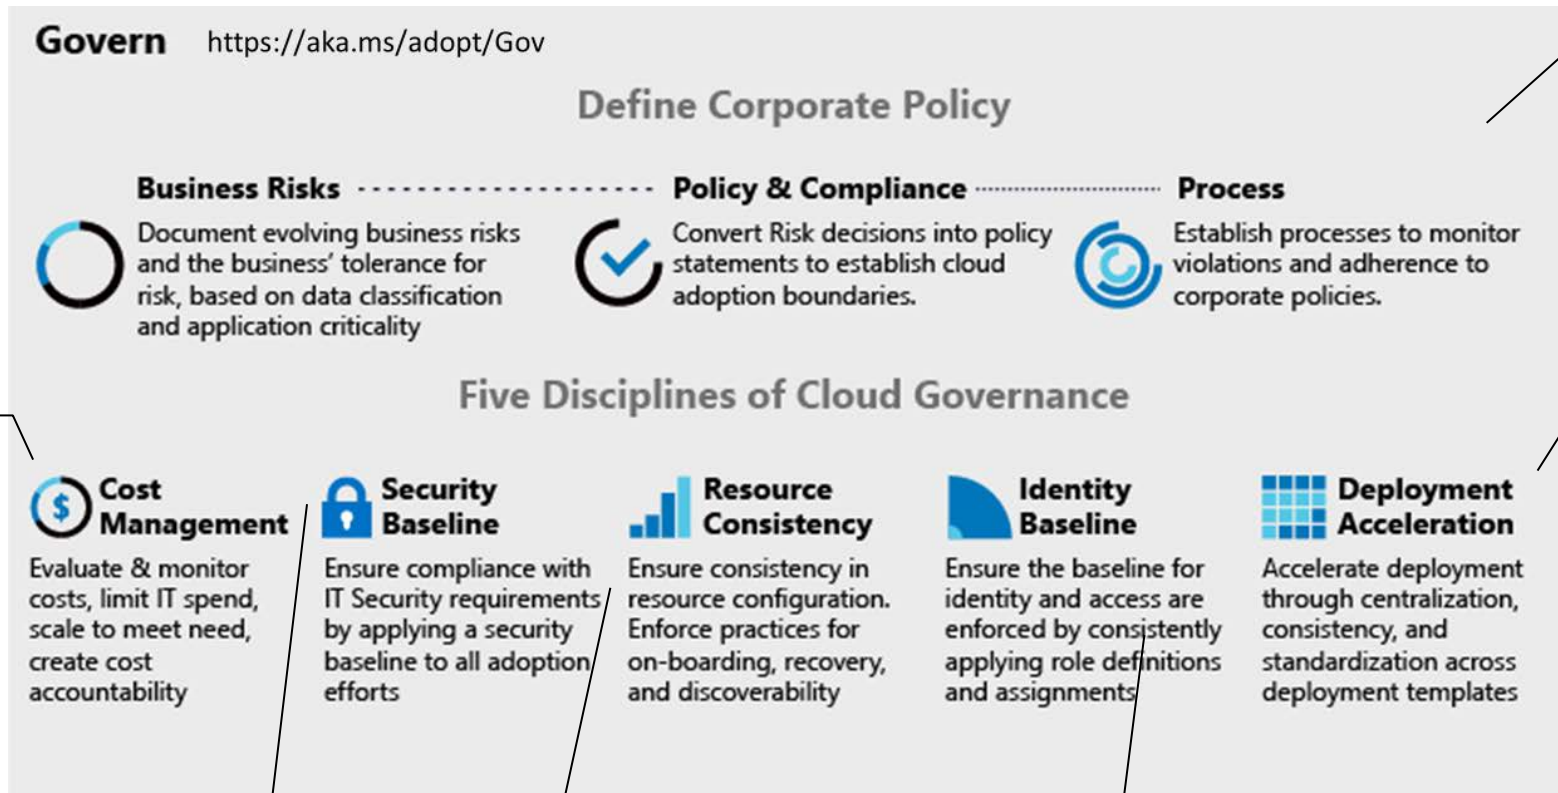 Govern https://aka.ms/adopt/Gov
Define Corporate Policy
Business Risks
Document evolving business risks
and the business’ tolerance for
risk, based on data classification
and application criticality
Policy & Compliance
Convert Risk decisions into policy
statements to establish cloud
adoption boundaries.
Process
Establish processes to monitor
violations and adherence to
corporate policies.
Five Disciplines of Cloud Governance
$
Cost
Management
Evaluate & monitor
costs, limit IT spend,
scale to meet need,
create cost
accountability
Security
Baseline
Ensure compliance with
IT Security requirements
by applying a security
baseline to all adoption
efforts
Resource
Consistency
Ensure consistency in
resource configuration.
Enforce practices for
on-boarding, recovery,
and discoverability
Identity
Baseline
Ensure the baseline for
identity and access are
enforced by consistently
applying role definitions
and assignments
Deployment
Acceleration
Accelerate deployment
through centralization,
consistency, and
standardization across
deployment templates